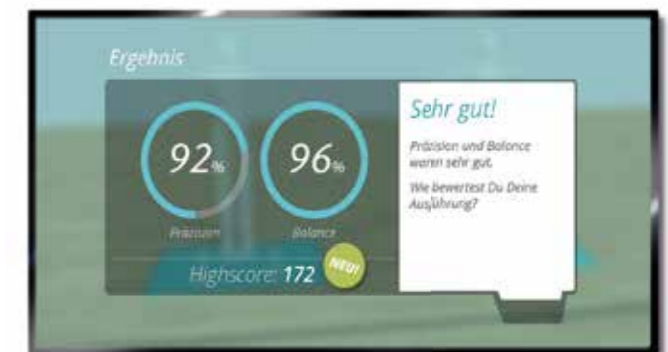 Ergebnis
92%
96%
Präzision
Balance
Highscore: 172
NEU!
Sehr gut!
Präzision und Balance
waren sehr gut.
Wie bewertest Du Deine
Ausführung?